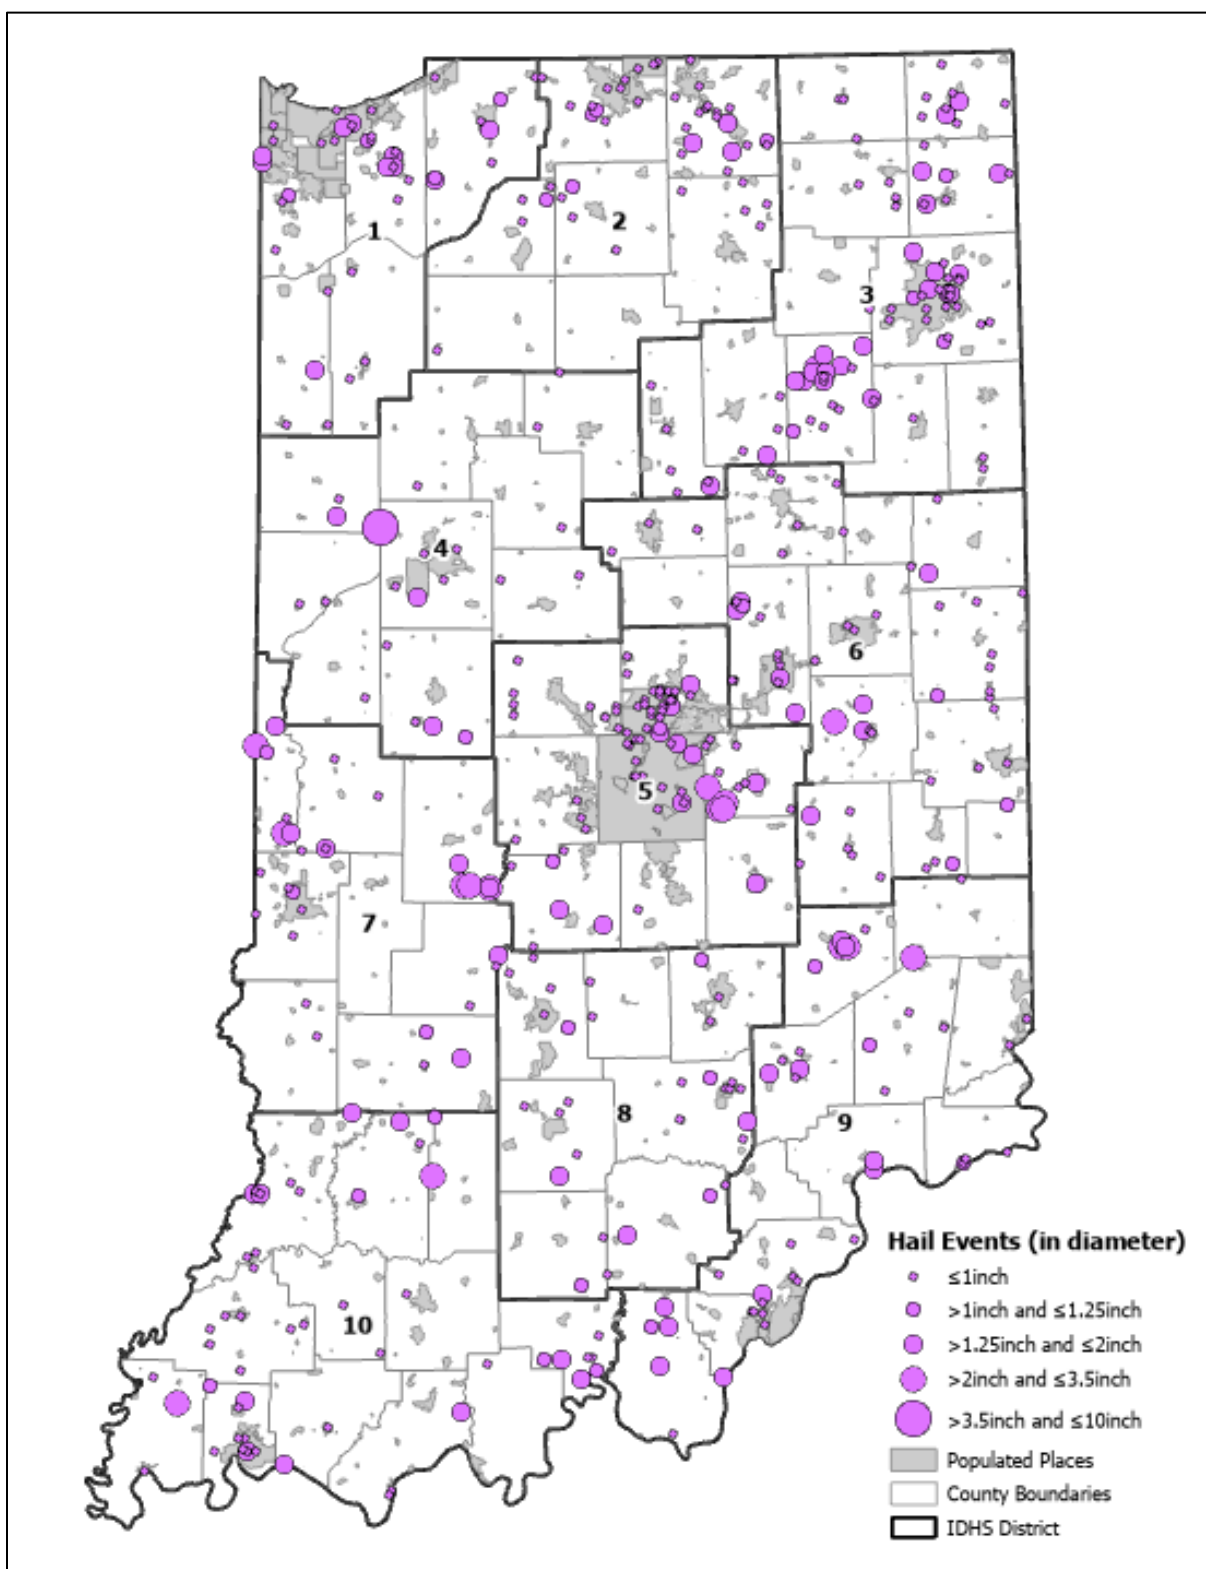 1
2
3
4
6
5
7
8
9
10
Hail Events (in diameter)
≤1inch
>1inch and ≤1.25inch
>1.25inch and ≤2inch
>2inch and ≤3.5inch
>3.5inch and ≤10inch
Populated Places
County Boundaries
IDHS District